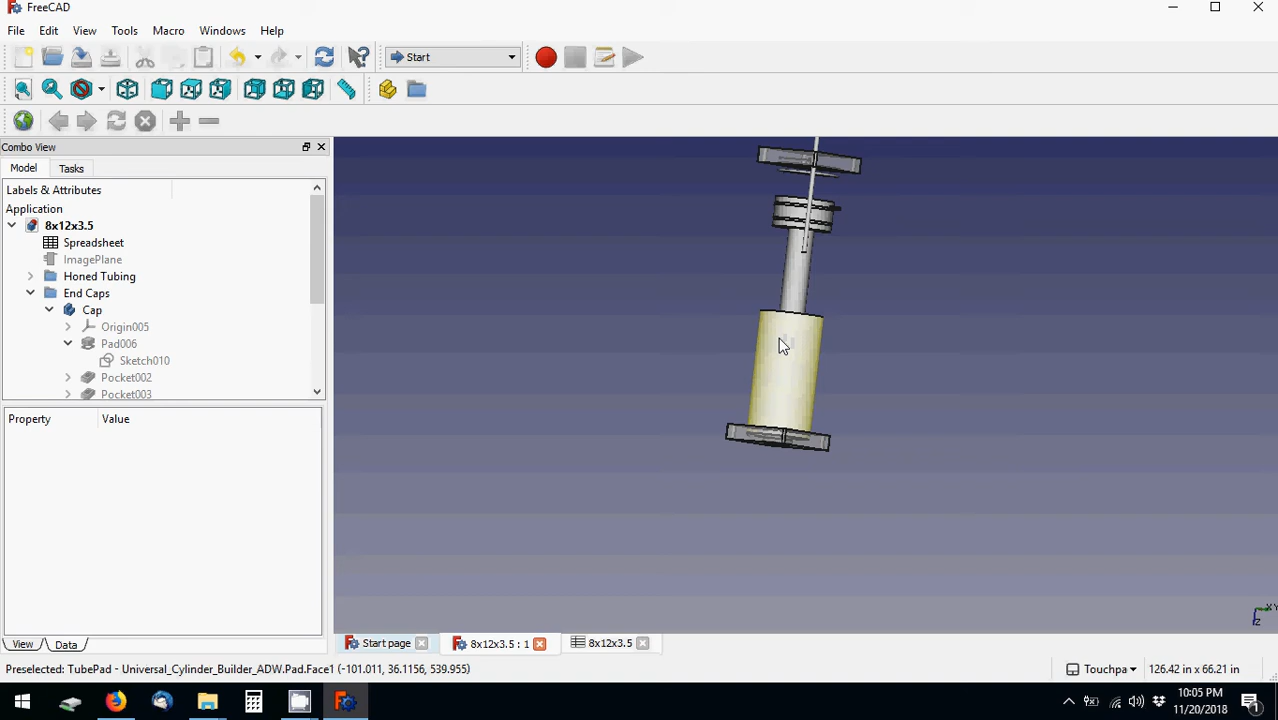 FreeCAD
File Edit View Tools Macro Windows Help
Start
Combo View
Model Tasks
Labels & Attributes
Application
8x12x3.5
Spreadsheet
ImagePlane
Honed Tubing
End Caps
Cap
Origin005
Pad006
Sketch010
Pocket002
Pocket003
Property Value
View Data
Start page 8x12x3.5 : 1 8x12x3.5
Preselected: TubePad - Universal_Cylinder_Builder_ADW.Pad.Face1 (-101.011, 36.1156, 539.955) Touchpa 126.42 in x 66.21 in
10:05 PM
11/20/2018